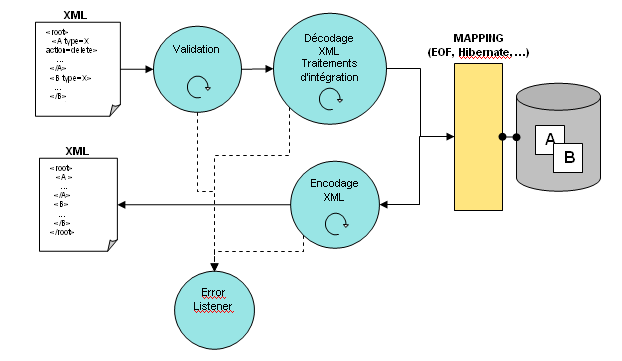 XML
<root>
<A type=X
action=delete>
...
</A>
<B type=X>
...
</B>
Validation
Décodage
XML
Traitements
d'intégration
MAPPING
(EOF, Hibernate, ...)
A
B
XML
<root>
<A >
...
</A>
<B>
...
</B>
</root>
Encodage
XML
Error
Listener